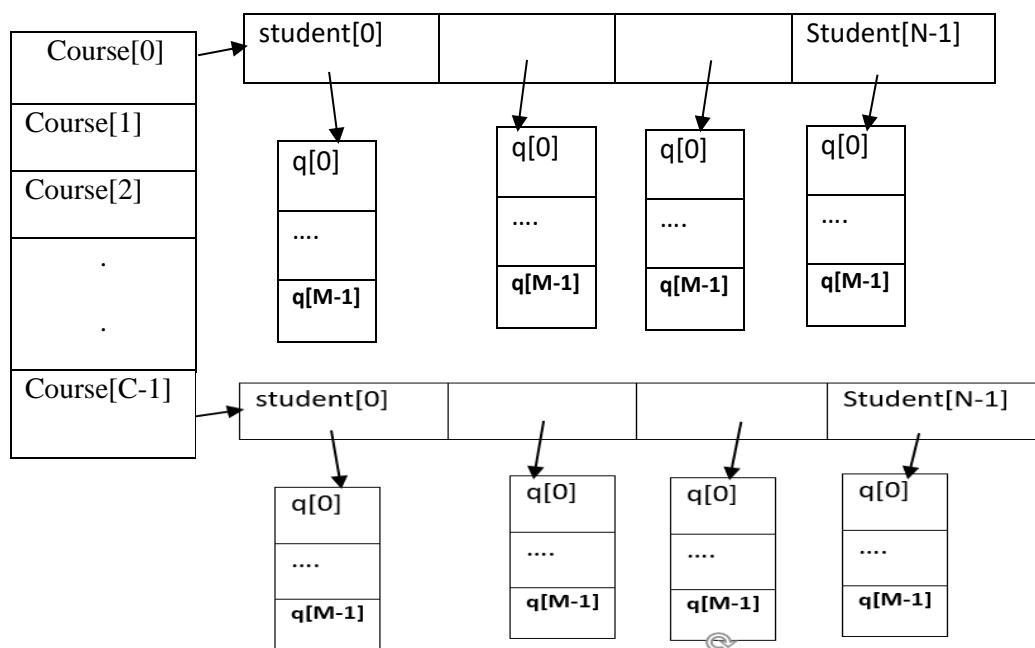 Course[0]
student[0] Student[N-1]
Course[1]
q[0] q[0] q[0] q[0]
Course[2]
.... .... .... ....
.
q[M-1] q[M-1] q[M-1] q[M-1]
.
Course[C-1]
student[0] Student[N-1]
q[0] q[0] q[0] q[0]
.... .... .... ....
q[M-1] q[M-1] q[M-1] q[M-1]